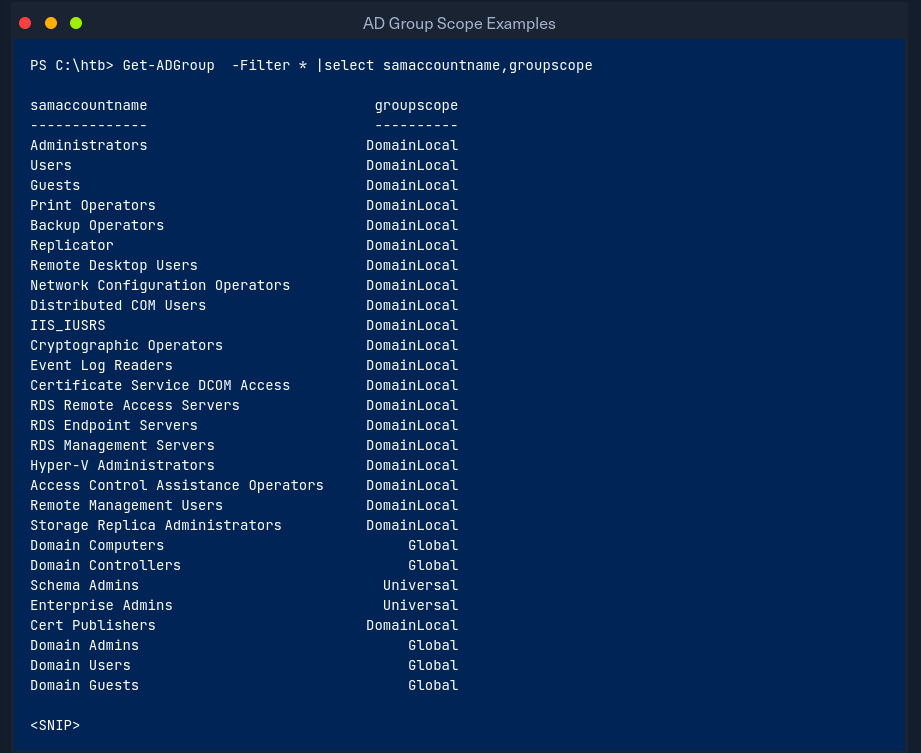 AD Group Scope Examples
PS C:\htb> Get-ADGroup  -Filter * |select samaccountname,groupscope
samaccountname                           groupscope
--------------                           ----------
Administrators                          DomainLocal
Users                                   DomainLocal
Guests                                  DomainLocal
Print Operators                         DomainLocal
Backup Operators                        DomainLocal
Replicator                              DomainLocal
Remote Desktop Users                    DomainLocal
Network Configuration Operators         DomainLocal
Distributed COM Users                   DomainLocal
IIS_IUSRS                               DomainLocal
Cryptographic Operators                 DomainLocal
Event Log Readers                       DomainLocal
Certificate Service DCOM Access         DomainLocal
RDS Remote Access Servers               DomainLocal
RDS Endpoint Servers                    DomainLocal
RDS Management Servers                  DomainLocal
Hyper-V Administrators                  DomainLocal
Access Control Assistance Operators     DomainLocal
Remote Management Users                 DomainLocal
Storage Replica Administrators          DomainLocal
Domain Computers                             Global
Domain Controllers                           Global
Schema Admins                             Universal
Enterprise Admins                         Universal
Cert Publishers                         DomainLocal
Domain Admins                                Global
Domain Users                                 Global
Domain Guests                                Global
<SNIP>